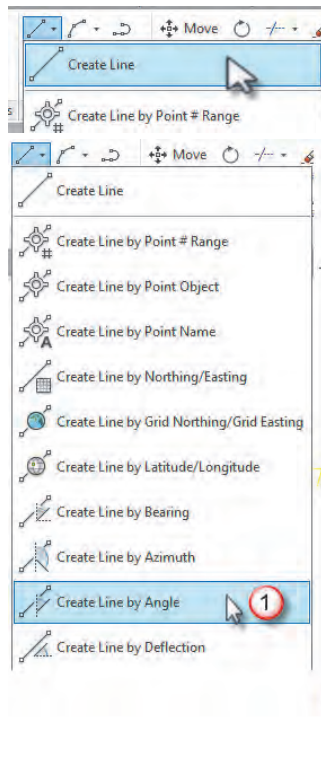 Move
Create Line
Create Line by Point # Range
Move
Create Line
Create Line by Point # Range
Create Line by Point Object
Create Line by Point Name
Create Line by Northing/Easting
Create Line by Grid Northing/Grid Easting
Create Line by Latitude/Longitude
Create Line by Bearing
Create Line by Azimuth
Create Line by Angle 1
Create Line by Deflection